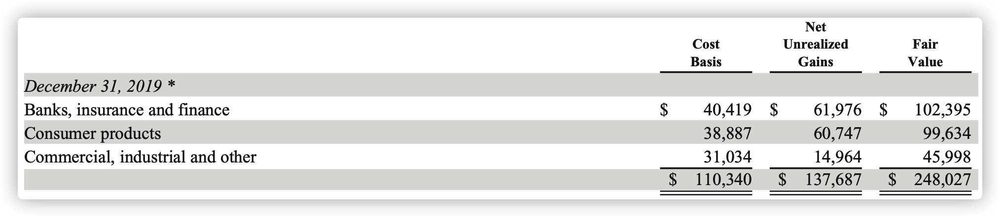 Net
Cost Unrealized Fair
Basis Gains Value
December 31, 2019 *
Banks, insurance and finance $ 40,419 $ 61,976 $ 102,395
Consumer products 38,887 60,747 99,634
Commercial, industrial and other 31,034 14,964 45,998
$ 110,340 $ 137,687 $ 248,027